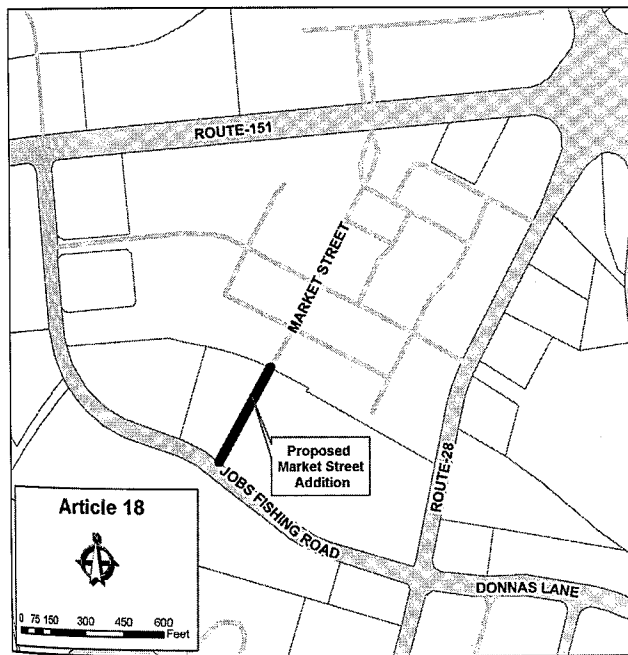 ROUTE-151
MARKET STREET
Proposed
Market Street
Addition
JOBS FISHING ROAD
ROUTE-28
DONNAS LANE
Article 18
0 75 150 300 450 600
Feet